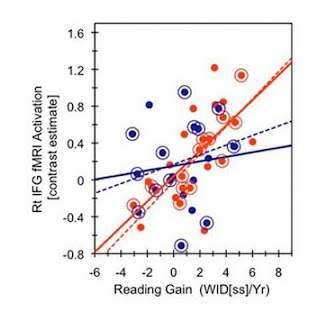 Rt IFG fMRI Activation
[contrast estimate]
1.6
1.2
0.8
0.4
0
-0.4
-0.8
-6 -4 -2 0 2 4 6 8
Reading Gain (WID[ss]/Yr)